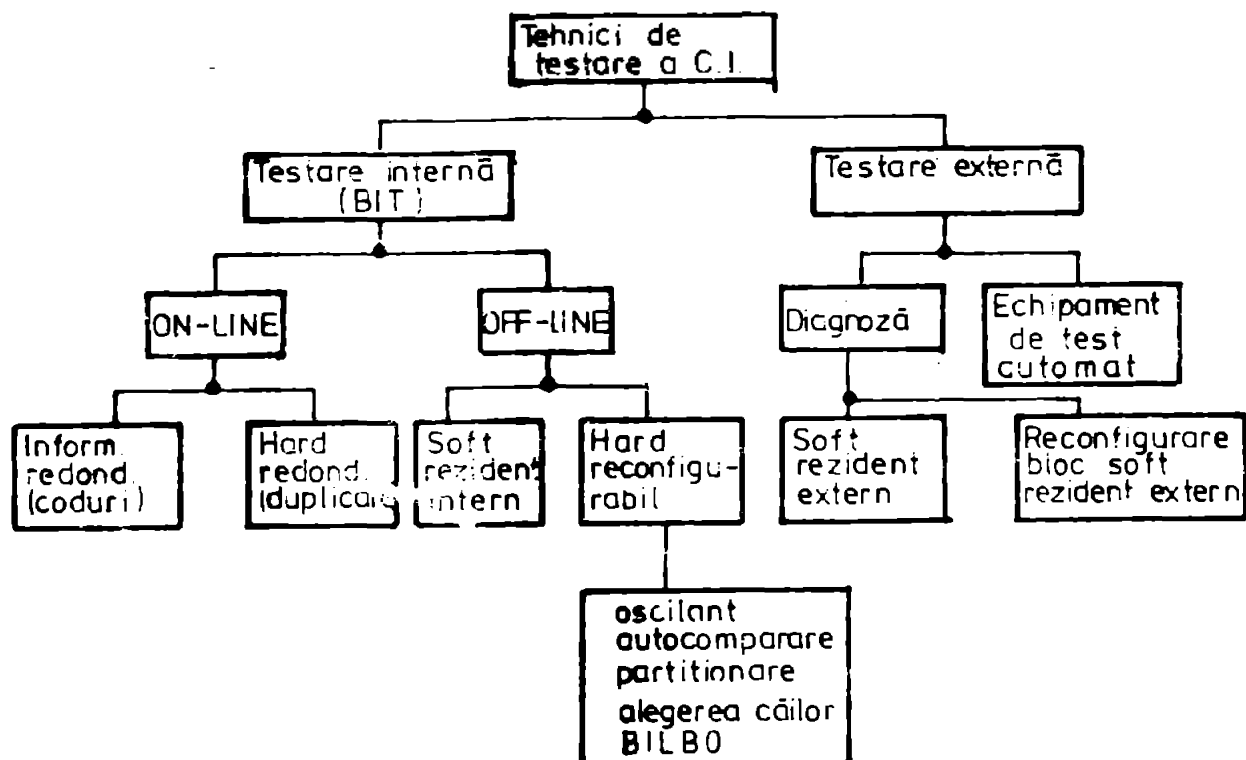 Tehnici de
testare a C.I.
Testare internă
(BIT)
Testare externă
ON-LINE
OFF-LINE
Diagnoză
Echipament
de test
automat
Inform.
redond.
(coduri)
Hard
redond.
(duplicare
Soft
rezident
intern
Hard
reconfigu-
rabil
Soft
rezident
extern
Reconfigurare
bloc soft
rezident extern
oscilant
autocomparare
partitionare
alegerea căilor
BILBO